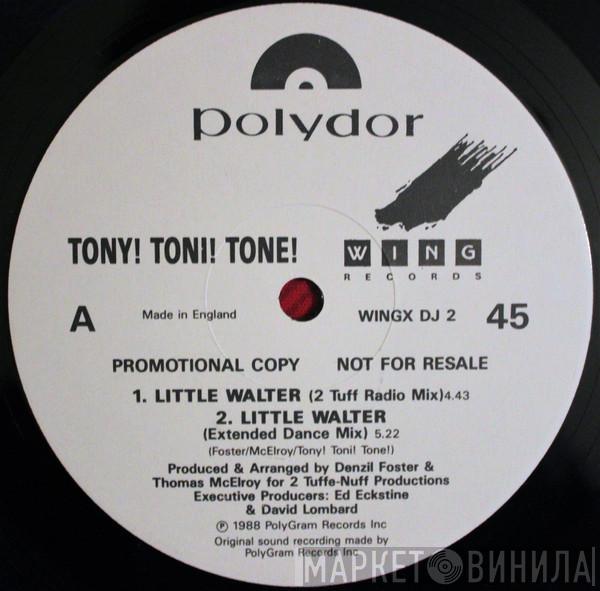 polydor
TONY! TONI! TONE!
WING
RECORDS
A
Made in England
WINGX DJ 2
45
PROMOTIONAL COPY NOT FOR RESALE
1. LITTLE WALTER (2 Tuff Radio Mix)4.43
2. LITTLE WALTER
(Extended Dance Mix) 5.22
(Foster/McElroy/Tony! Toni! Tone!)
Produced & Arranged by Denzil Foster &
Thomas McElroy for 2 Tuffe-Nuff Productions
Executive Producers: Ed Eckstine
& David Lombard
℗ 1988 PolyGram Records Inc
Original sound recording made by
PolyGram Records Inc
МАРКЕТ ВИНИЛА